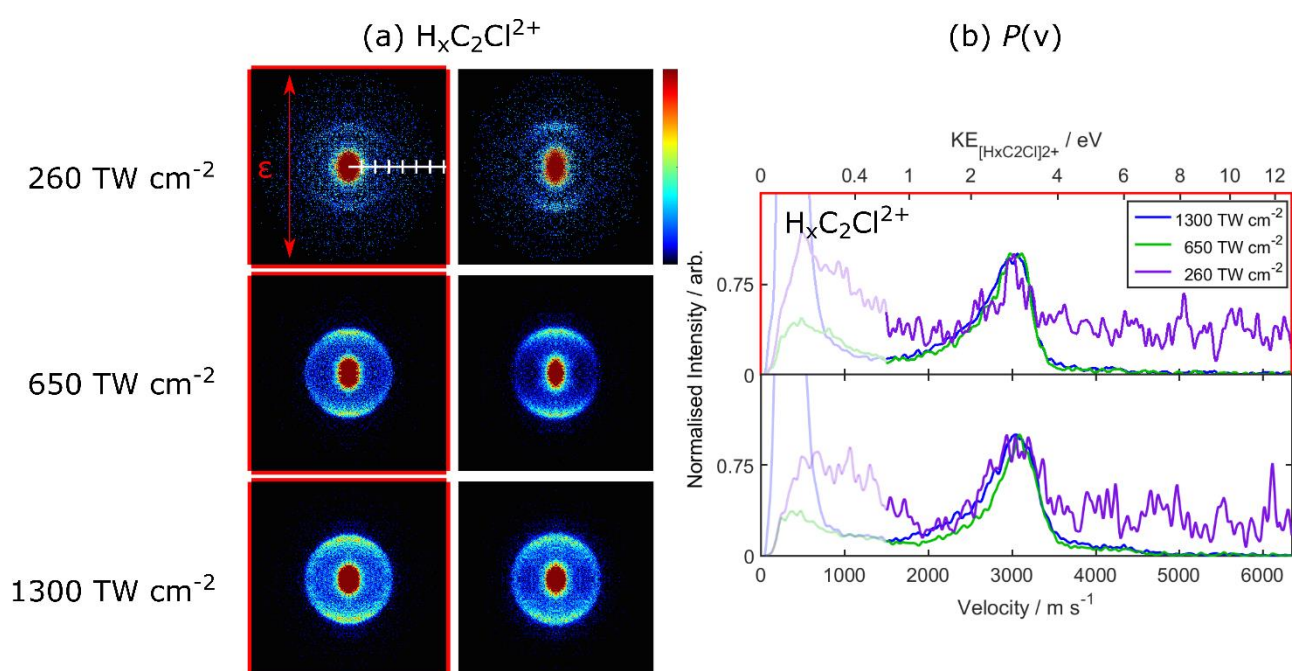 (a) HₓC₂Cl²⁺
(b) P(v)
260 TW cm⁻²
650 TW cm⁻²
1300 TW cm⁻²
ε
KE[HxC2Cl]2+ / eV
0 0.4 1 2 3 4 6 8 10 12
HₓC₂Cl²⁺
1300 TW cm⁻²
650 TW cm⁻²
260 TW cm⁻²
Normalised Intensity / arb.
0.75
0
0.75
0
0 1000 2000 3000 4000 5000 6000
Velocity / m s⁻¹